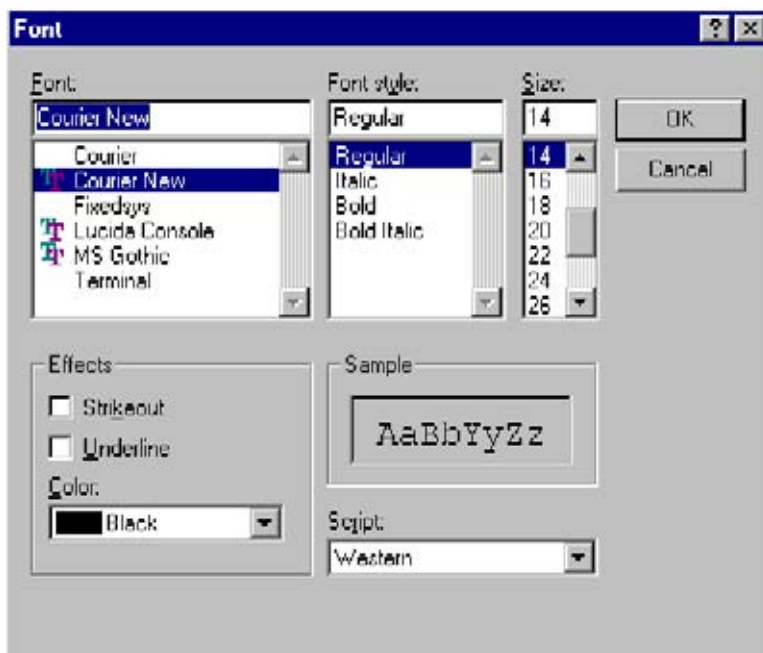 Font
Font:
Courier New
Courier
Courier New
Fixedsys
Lucida Console
MS Gothic
Terminal
Font style:
Regular
Regular
Italic
Bold
Bold Italic
Size:
14
14
16
18
20
22
24
26
OK
Cancel
Effects
Strikeout
Underline
Color:
Black
Sample
AaBbYyZz
Script:
Western